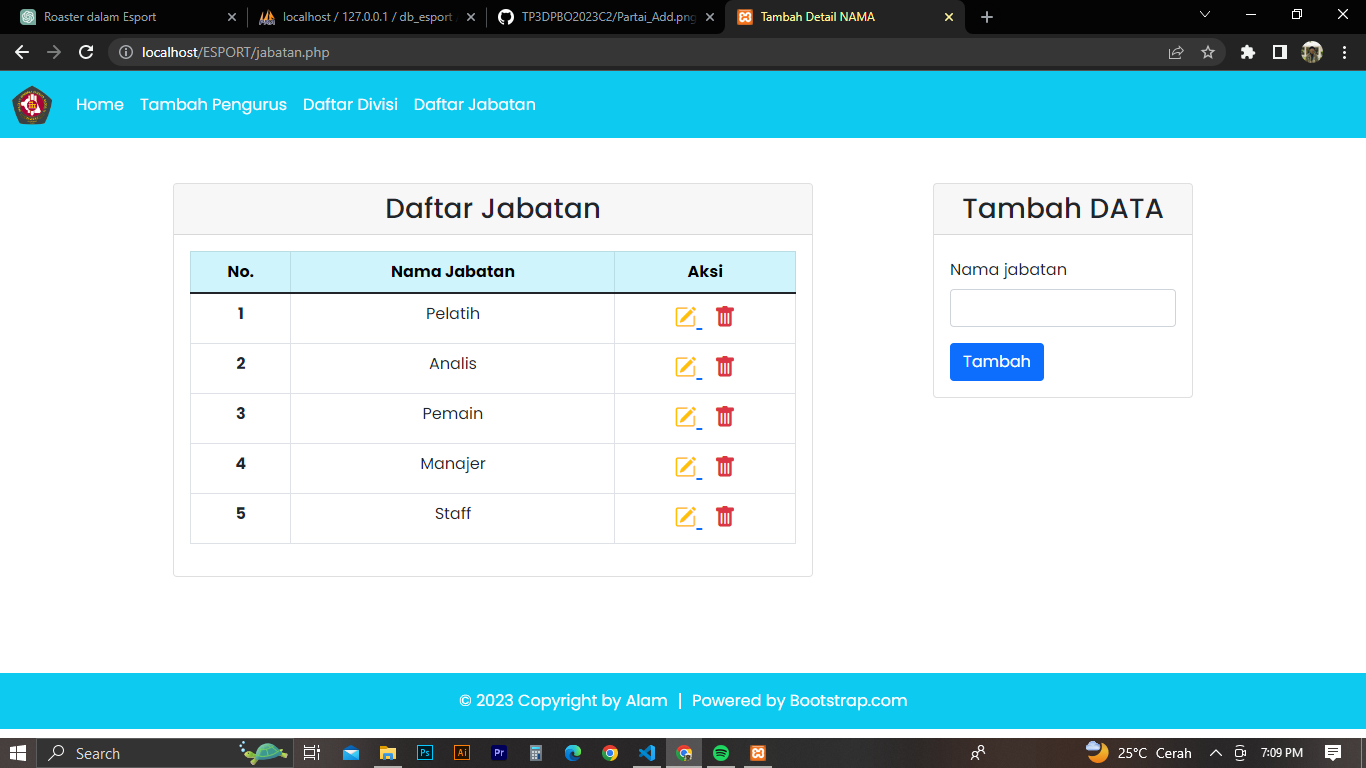 Roaster dalam Esport
localhost / 127.0.0.1 / db_esport
TP3DPBO2023C2/Partai_Add.png
Tambah Detail NAMA
localhost/ESPORT/jabatan.php
Home Tambah Pengurus Daftar Divisi Daftar Jabatan
Daftar Jabatan
No. Nama Jabatan Aksi
1 Pelatih
2 Analis
3 Pemain
4 Manajer
5 Staff
Tambah DATA
Nama jabatan
Tambah
© 2023 Copyright by Alam | Powered by Bootstrap.com
Search
Ps
Ai
Pr
25°C Cerah
7:09 PM